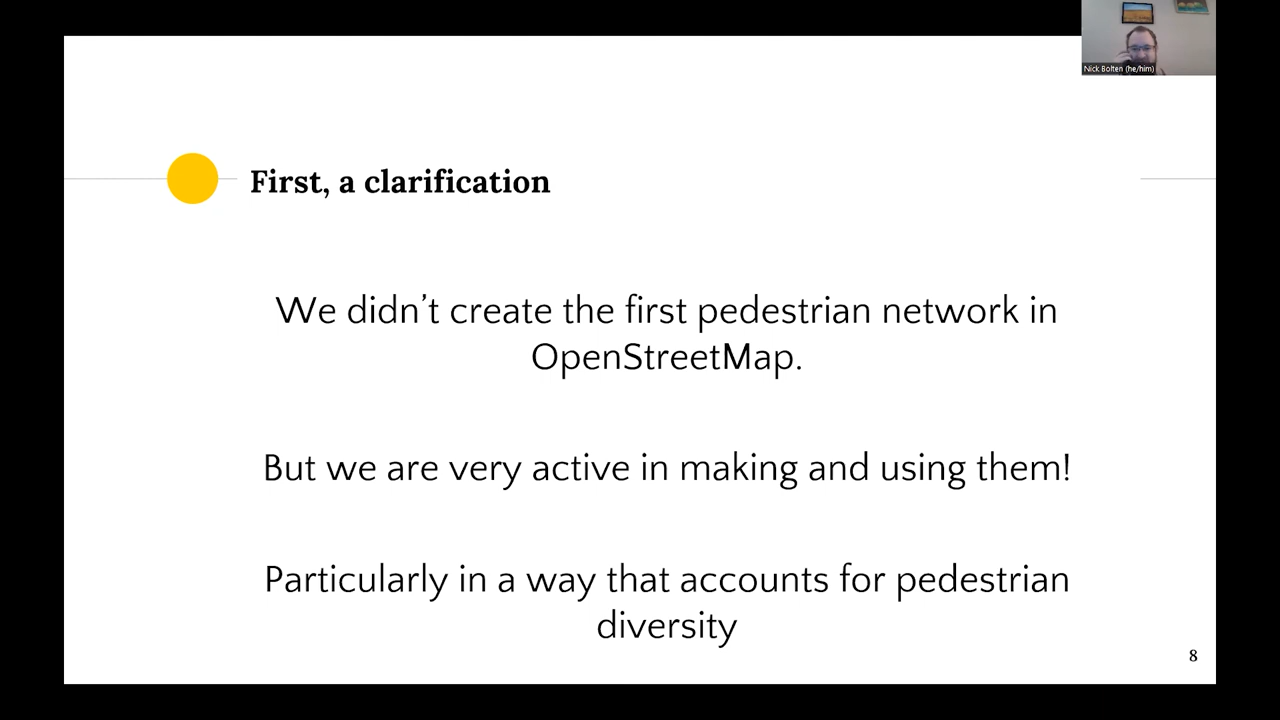 Nick Bolten (he/him)
First, a clarification
We didn’t create the first pedestrian network in
OpenStreetMap.
But we are very active in making and using them!
Particularly in a way that accounts for pedestrian
diversity
8